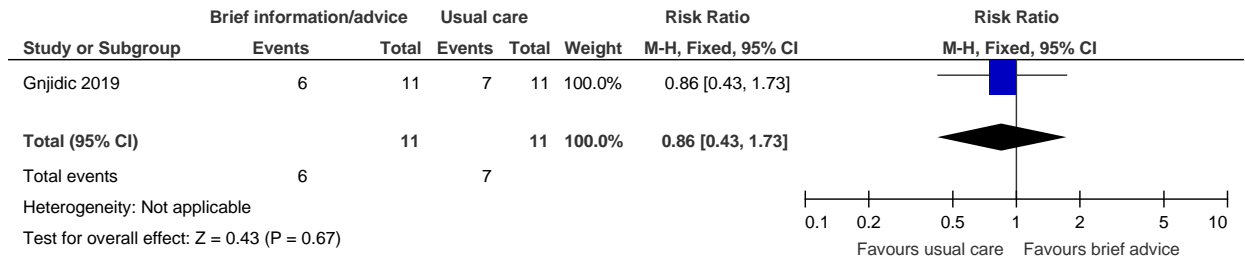 Brief information/advice Usual care Risk Ratio Risk Ratio
Study or Subgroup Events Total Events Total Weight M-H, Fixed, 95% CI M-H, Fixed, 95% CI
Gnjidic 2019 6 11 7 11 100.0% 0.86 [0.43, 1.73]
Total (95% CI) 11 11 100.0% 0.86 [0.43, 1.73]
Total events 6 7
Heterogeneity: Not applicable
Test for overall effect: Z = 0.43 (P = 0.67)
0.1 0.2 0.5 1 2 5 10
Favours usual care Favours brief advice